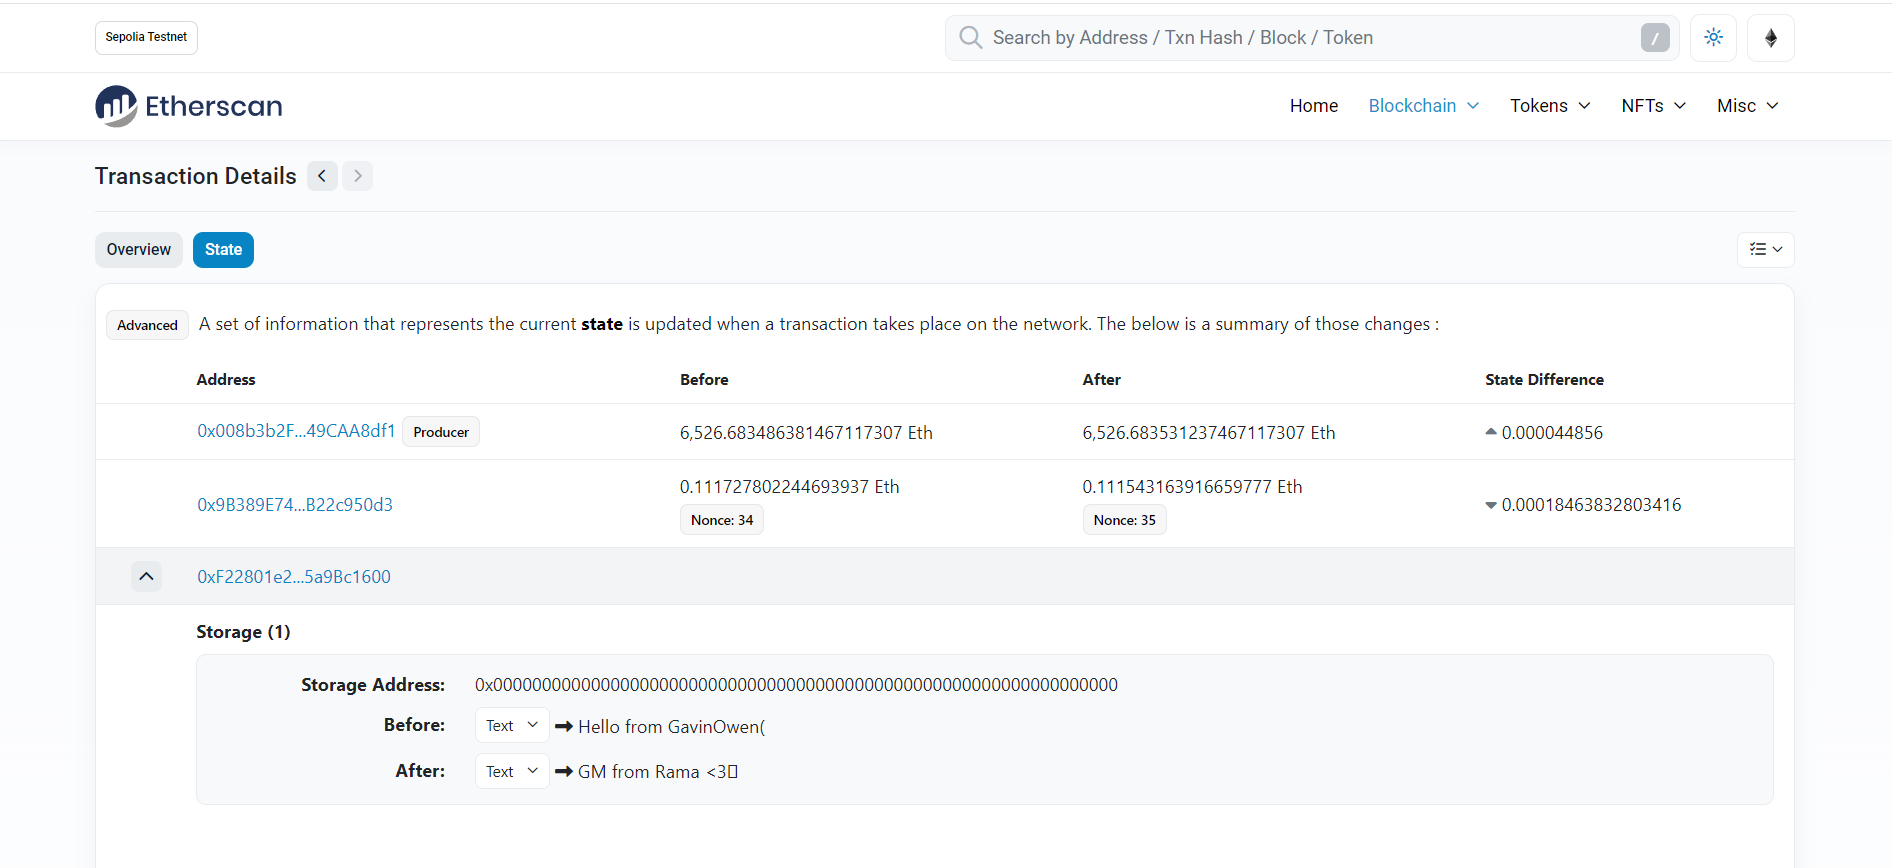 Sepolia Testnet
Search by Address / Txn Hash / Block / Token
/
Etherscan
Home Blockchain Tokens NFTs Misc
Transaction Details
Overview State
Advanced A set of information that represents the current state is updated when a transaction takes place on the network. The below is a summary of those changes :
Address Before After State Difference
0x008b3b2F...49CAA8df1 Producer 6,526.683486381467117307 Eth 6,526.683531237467117307 Eth 0.000044856
0x9B389E74...B22c950d3 0.111727802244693937 Eth 0.111543163916659777 Eth 0.00018463832803416
Nonce: 34 Nonce: 35
0xF22801e2...5a9Bc1600
Storage (1)
Storage Address: 0x0000000000000000000000000000000000000000000000000000000000000000
Before: Text Hello from GavinOwen(
After: Text GM from Rama <3